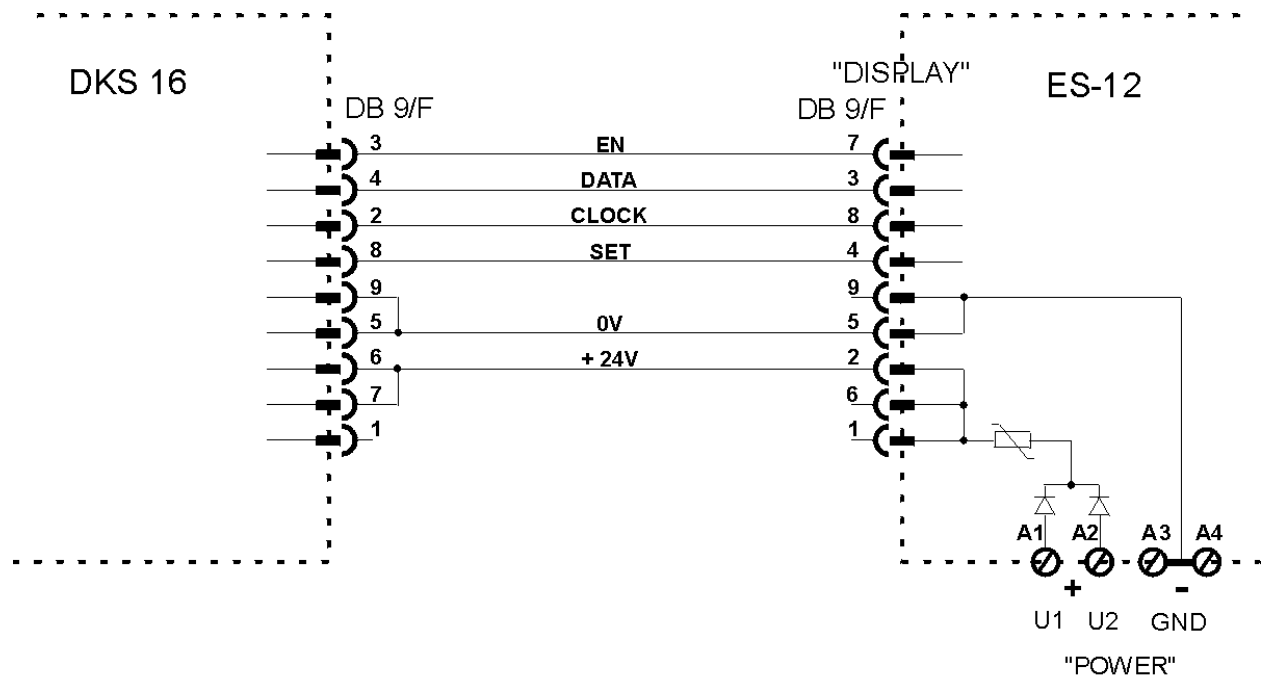 "DISPLAY"
DKS 16
ES-12
DB 9/F
DB 9/F
3 EN 7
4 DATA 3
2 CLOCK 8
8 SET 4
9 9
5 0V 5
6 + 24V 2
7 6
1 1
A1 A2 A3 A4
+ -
U1 U2 GND
"POWER"